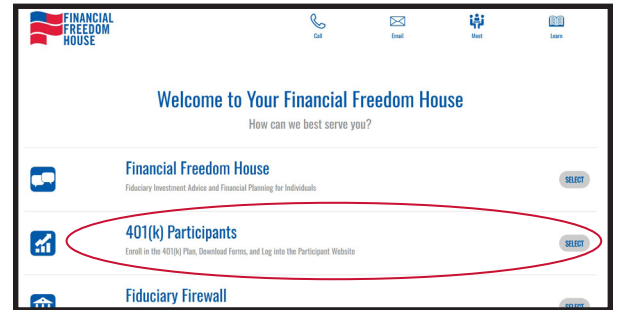 FINANCIAL
FREEDOM
HOUSE
Call
Email
Meet
Learn
Welcome to Your Financial Freedom House
How can we best serve you?
Financial Freedom House
Fiduciary Investment Advice and Financial Planning for Individuals
SELECT
401(k) Participants
Enroll in the 401(k) Plan, Download Forms, and Log into the Participant Website
SELECT
Fiduciary Firewall
SELECT